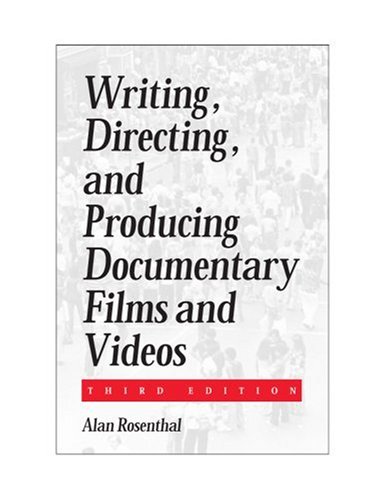 Writing,
Directing,
and
Producing
Documentary
Films and
Videos
THIRD EDITION
Alan Rosenthal